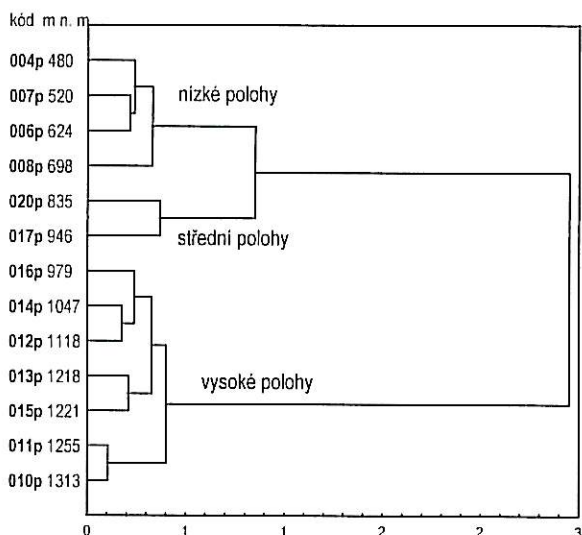 kód m n. m
004p 480
007p 520
nízké polohy
006p 624
008p 698
020p 835
017p 946
střední polohy
016p 979
014p 1047
012p 1118
013p 1218
vysoké polohy
015p 1221
011p 1255
010p 1313
0 1 1 2 2 3